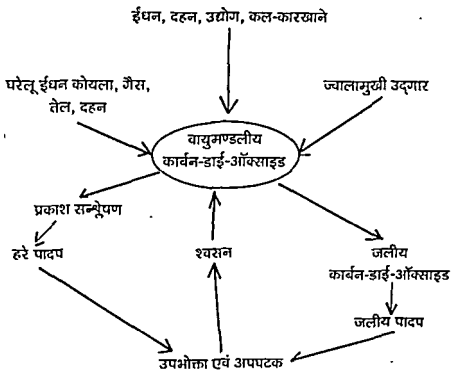 ईंधन, दहन, उद्योग, कल-कारखाने
घरेलू ईंधन कोयला, गैस,
तेल, दहन
ज्वालामुखी उद्गार
वायुमण्डलीय
कार्बन-डाई-ऑक्साइड
प्रकाश सन्श्लेषण
हरे पादप
श्वसन
जलीय
कार्बन-डाई-ऑक्साइड
जलीय पादप
उपभोक्ता एवं अपघटक